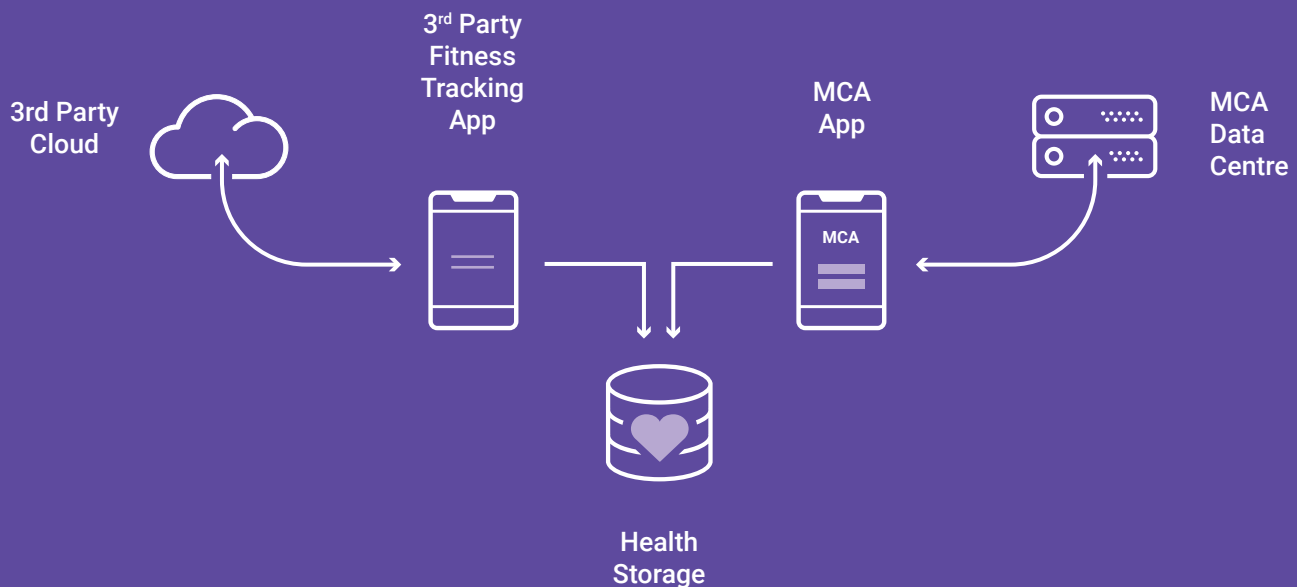 3rd Party
Cloud
3rd Party
Fitness
Tracking
App
MCA
App
MCA
Data
Centre
MCA
Health
Storage